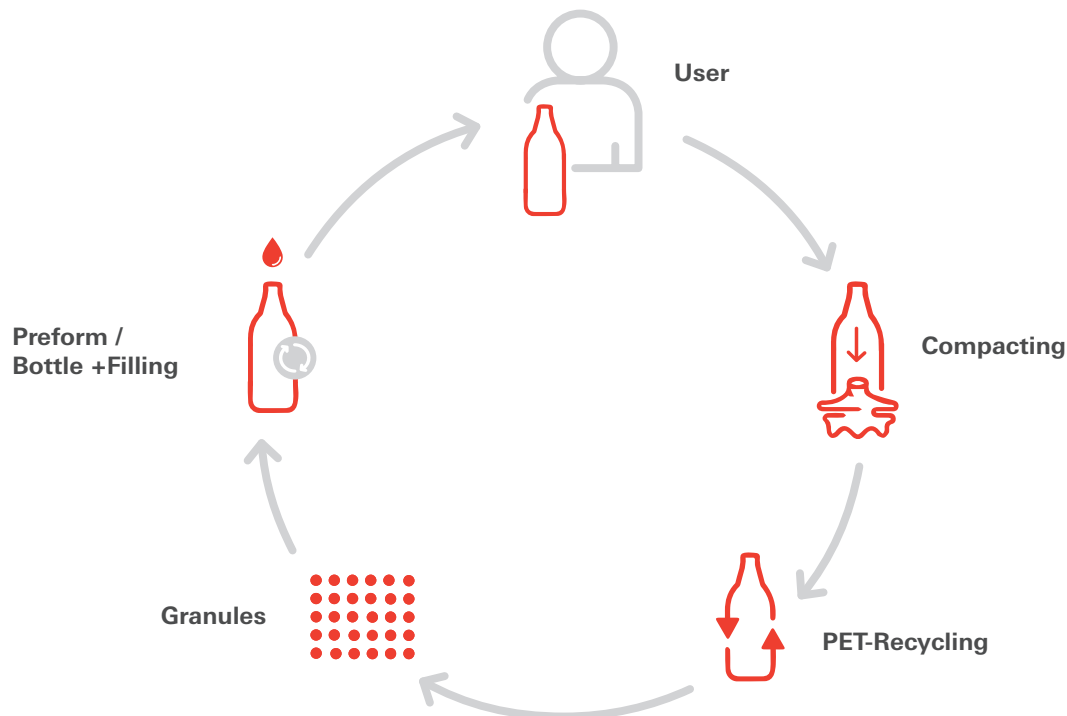 User
Compacting
PET-Recycling
Granules
Preform /
Bottle +Filling